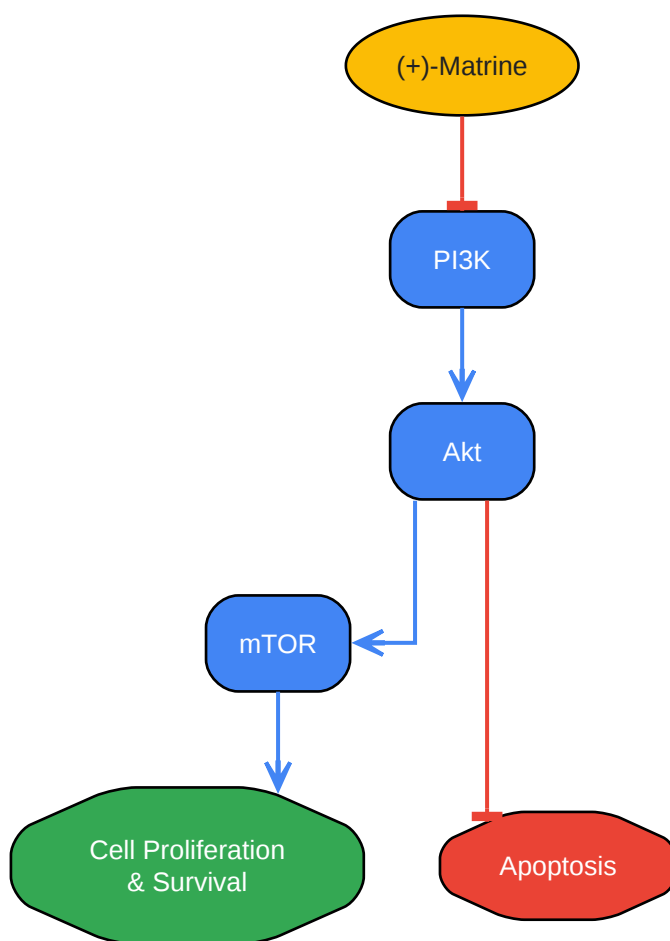 (+)-Matrine
PI3K
Akt
mTOR
Cell Proliferation
& Survival
Apoptosis